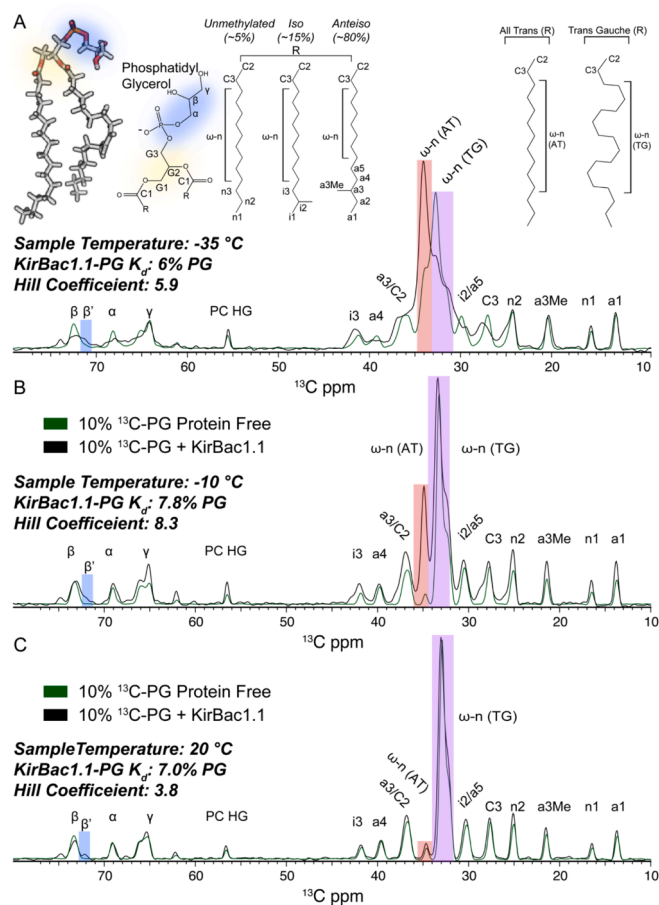 A
Unmethylated Iso Anteiso
(~5%) (~15%) (~80%)
R
All Trans (R) Trans Gauche (R)
Phosphatidyl
Glycerol
HO OH
γ
β
α
O O
P
-O O
G3
G2
G1
C1 O O C1
O O
R R
C3 C2
ω-n
n3 n2
n1
C3 C2
ω-n
i3
i2
i1
C3 C2
ω-n
a5
a4
a3Me a3
a2
a1
C2
C3
ω-n
(AT)
C2
C3
ω-n
(TG)
ω-n (AT)
ω-n (TG)
Sample Temperature: -35 °C
KirBac1.1-PG Kd: 6% PG
Hill Coefficeient: 5.9
β β' α γ PC HG i3 a4 a3/C2 i2/a5 C3 n2 a3Me n1 a1
70 60 50 40 30 20 10
13C ppm
B
10% 13C-PG Protein Free
10% 13C-PG + KirBac1.1
Sample Temperature: -10 °C
KirBac1.1-PG Kd: 7.8% PG
Hill Coefficeient: 8.3
ω-n (AT) ω-n (TG)
β β' α γ PC HG i3 a4 a3/C2 i2/a5 C3 n2 a3Me n1 a1
70 60 50 40 30 20 10
13C ppm
C
10% 13C-PG Protein Free
10% 13C-PG + KirBac1.1
SampleTemperature: 20 °C
KirBac1.1-PG Kd: 7.0% PG
Hill Coefficeient: 3.8
ω-n (TG)
ω-n (AT)
β β' α γ PC HG i3 a4 a3/C2 i2/a5 C3 n2 a3Me n1 a1
70 60 50 40 30 20 10
13C ppm